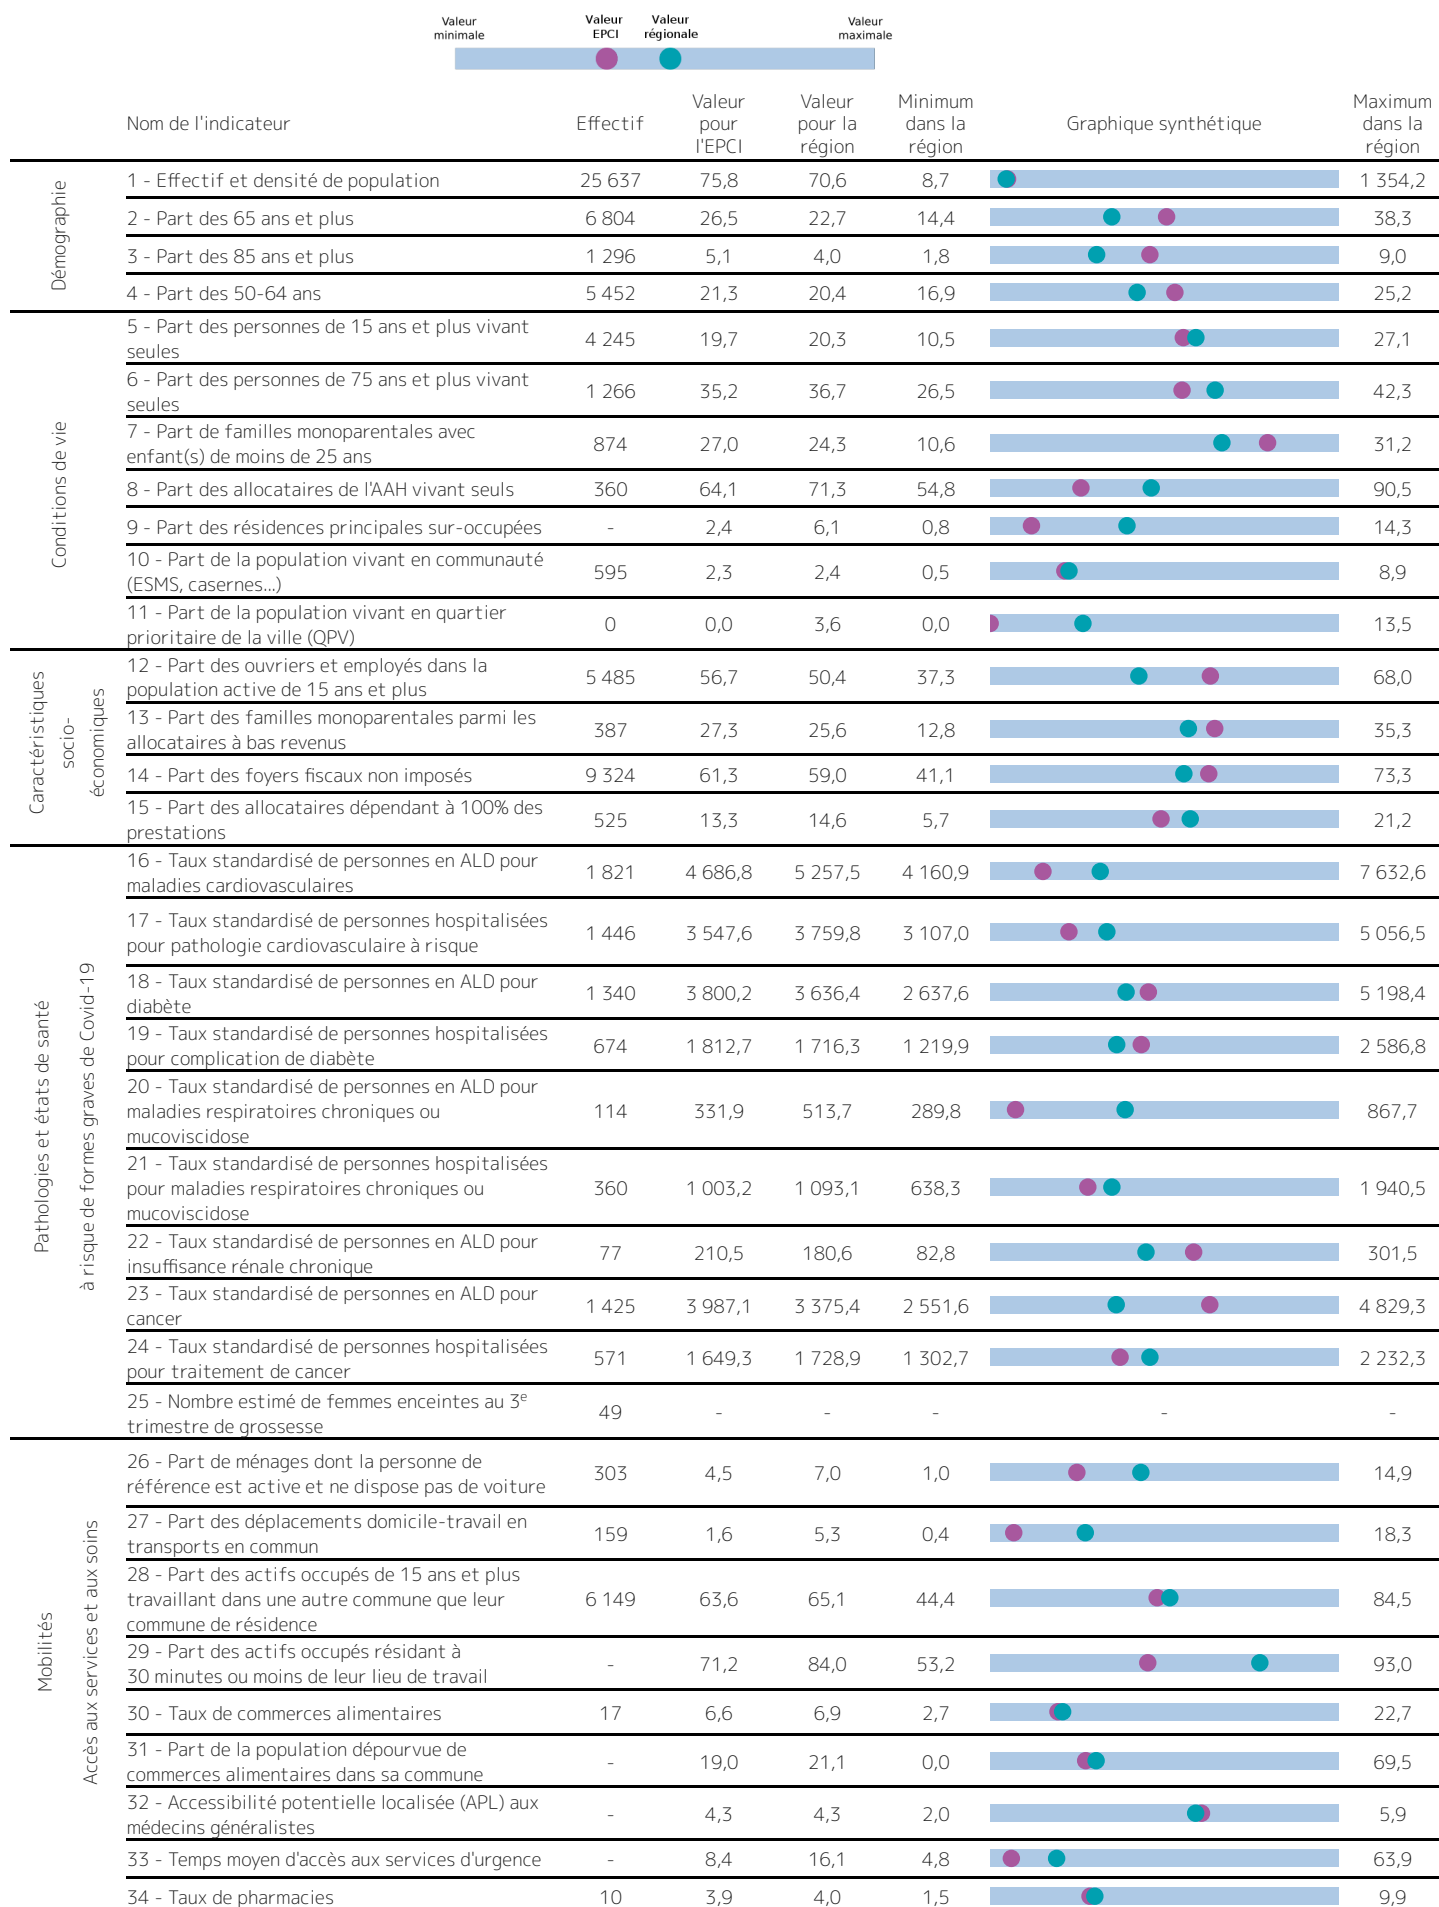 Valeur minimale
Valeur EPCI
Valeur régionale
Valeur maximale
Nom de l'indicateur
Effectif
Valeur pour l'EPCI
Valeur pour la région
Minimum dans la région
Graphique synthétique
Maximum dans la région
Démographie
1 - Effectif et densité de population 25 637 75,8 70,6 8,7 1 354,2
2 - Part des 65 ans et plus 6 804 26,5 22,7 14,4 38,3
3 - Part des 85 ans et plus 1 296 5,1 4,0 1,8 9,0
4 - Part des 50-64 ans 5 452 21,3 20,4 16,9 25,2
Conditions de vie
5 - Part des personnes de 15 ans et plus vivant
seules 4 245 19,7 20,3 10,5 27,1
6 - Part des personnes de 75 ans et plus vivant
seules 1 266 35,2 36,7 26,5 42,3
7 - Part de familles monoparentales avec
enfant(s) de moins de 25 ans 874 27,0 24,3 10,6 31,2
8 - Part des allocataires de l'AAH vivant seuls 360 64,1 71,3 54,8 90,5
9 - Part des résidences principales sur-occupées - 2,4 6,1 0,8 14,3
10 - Part de la population vivant en communauté
(ESMS, casernes...) 595 2,3 2,4 0,5 8,9
11 - Part de la population vivant en quartier
prioritaire de la ville (QPV) 0 0,0 3,6 0,0 13,5
Caractéristiques
socio-
économiques
12 - Part des ouvriers et employés dans la
population active de 15 ans et plus 5 485 56,7 50,4 37,3 68,0
13 - Part des familles monoparentales parmi les
allocataires à bas revenus 387 27,3 25,6 12,8 35,3
14 - Part des foyers fiscaux non imposés 9 324 61,3 59,0 41,1 73,3
15 - Part des allocataires dépendant à 100% des
prestations 525 13,3 14,6 5,7 21,2
Pathologies et états de santé
à risque de formes graves de Covid-19
16 - Taux standardisé de personnes en ALD pour
maladies cardiovasculaires 1 821 4 686,8 5 257,5 4 160,9 7 632,6
17 - Taux standardisé de personnes hospitalisées
pour pathologie cardiovasculaire à risque 1 446 3 547,6 3 759,8 3 107,0 5 056,5
18 - Taux standardisé de personnes en ALD pour
diabète 1 340 3 800,2 3 636,4 2 637,6 5 198,4
19 - Taux standardisé de personnes hospitalisées
pour complication de diabète 674 1 812,7 1 716,3 1 219,9 2 586,8
20 - Taux standardisé de personnes en ALD pour
maladies respiratoires chroniques ou 114 331,9 513,7 289,8 867,7
mucoviscidose
21 - Taux standardisé de personnes hospitalisées
pour maladies respiratoires chroniques ou 360 1 003,2 1 093,1 638,3 1 940,5
mucoviscidose
22 - Taux standardisé de personnes en ALD pour
insuffisance rénale chronique 77 210,5 180,6 82,8 301,5
23 - Taux standardisé de personnes en ALD pour
cancer 1 425 3 987,1 3 375,4 2 551,6 4 829,3
24 - Taux standardisé de personnes hospitalisées
pour traitement de cancer 571 1 649,3 1 728,9 1 302,7 2 232,3
25 - Nombre estimé de femmes enceintes au 3e
trimestre de grossesse 49 - - - - -
Mobilités
Accès aux services et aux soins
26 - Part de ménages dont la personne de
référence est active et ne dispose pas de voiture 303 4,5 7,0 1,0 14,9
27 - Part des déplacements domicile-travail en
transports en commun 159 1,6 5,3 0,4 18,3
28 - Part des actifs occupés de 15 ans et plus
travaillant dans une autre commune que leur 6 149 63,6 65,1 44,4 84,5
commune de résidence
29 - Part des actifs occupés résidant à
30 minutes ou moins de leur lieu de travail - 71,2 84,0 53,2 93,0
30 - Taux de commerces alimentaires 17 6,6 6,9 2,7 22,7
31 - Part de la population dépourvue de
commerces alimentaires dans sa commune - 19,0 21,1 0,0 69,5
32 - Accessibilité potentielle localisée (APL) aux
médecins généralistes - 4,3 4,3 2,0 5,9
33 - Temps moyen d'accès aux services d'urgence - 8,4 16,1 4,8 63,9
34 - Taux de pharmacies 10 3,9 4,0 1,5 9,9